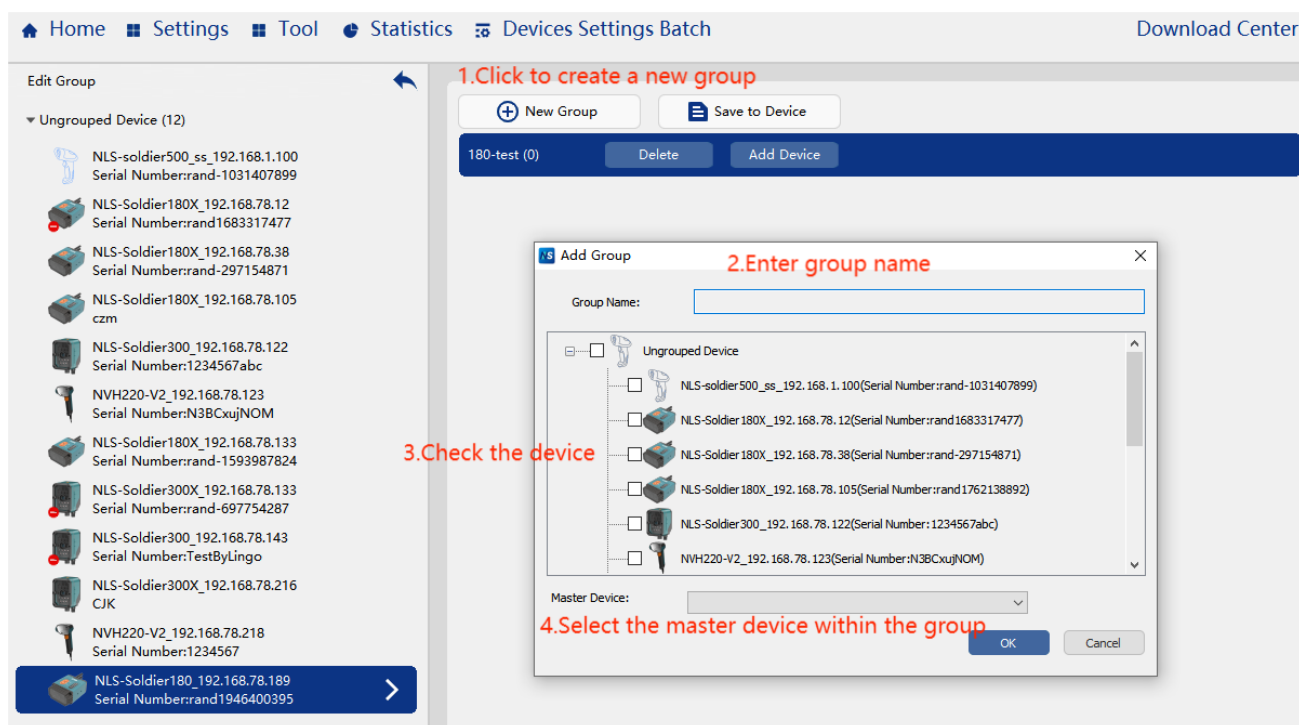 Home Settings Tool Statistics Devices Settings Batch Download Center
Edit Group
Ungrouped Device (12)
NLS-soldier500_ss_192.168.1.100
Serial Number:rand-1031407899
NLS-Soldier180X_192.168.78.12
Serial Number:rand1683317477
NLS-Soldier180X_192.168.78.38
Serial Number:rand-297154871
NLS-Soldier180X_192.168.78.105
czm
NLS-Soldier300_192.168.78.122
Serial Number:1234567abc
NVH220-V2_192.168.78.123
Serial Number:N3BCxujNOM
NLS-Soldier180X_192.168.78.133
Serial Number:rand-1593987824
NLS-Soldier300X_192.168.78.133
Serial Number:rand-697754287
NLS-Soldier300_192.168.78.143
Serial Number:TestByLingo
NLS-Soldier300X_192.168.78.216
CJK
NVH220-V2_192.168.78.218
Serial Number:1234567
NLS-Soldier180_192.168.78.189
Serial Number:rand1946400395
1.Click to create a new group
New Group Save to Device
180-test (0) Delete Add Device
NS Add Group
2.Enter group name
Group Name:
Ungrouped Device
NLS-soldier500_ss_192.168.1.100(Serial Number:rand-1031407899)
NLS-Soldier180X_192.168.78.12(Serial Number:rand1683317477)
3.Check the device
NLS-Soldier180X_192.168.78.38(Serial Number:rand-297154871)
NLS-Soldier180X_192.168.78.105(Serial Number:rand1762138892)
NLS-Soldier300_192.168.78.122(Serial Number:1234567abc)
NVH220-V2_192.168.78.123(Serial Number:N3BCxujNOM)
Master Device:
4.Select the master device within the group
OK Cancel